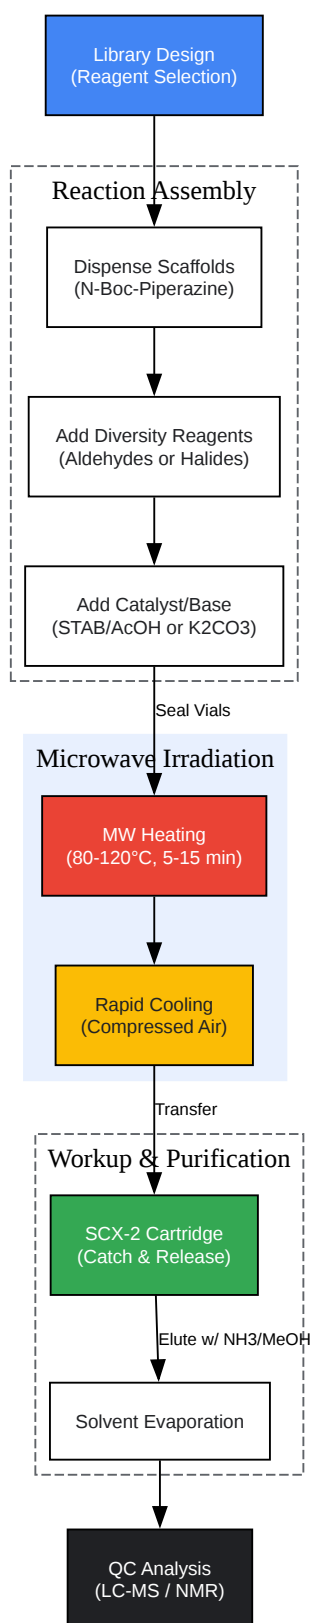 Library Design
(Reagent Selection)
Reaction Assembly
Dispense Scaffolds
(N-Boc-Piperazine)
Add Diversity Reagents
(Aldehydes or Halides)
Add Catalyst/Base
(STAB/AcOH or K2CO3)
Seal Vials
Microwave Irradiation
MW Heating
(80-120°C, 5-15 min)
Rapid Cooling
(Compressed Air)
Transfer
Workup & Purification
SCX-2 Cartridge
(Catch & Release)
Elute w/ NH3/MeOH
Solvent Evaporation
QC Analysis
(LC-MS / NMR)